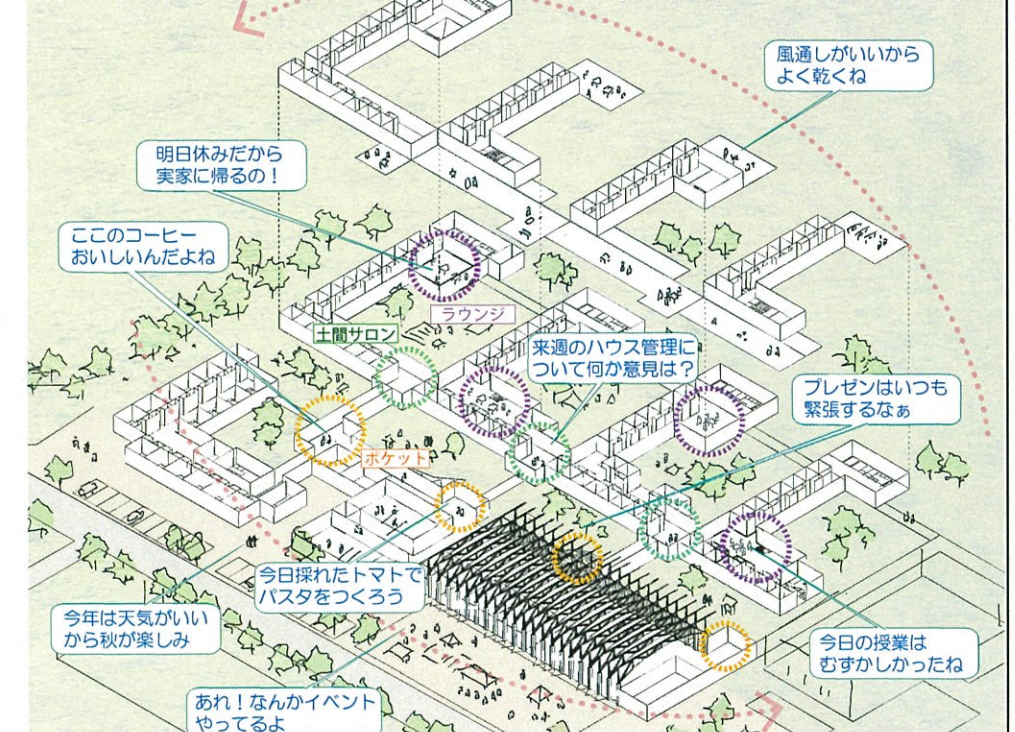 風通しがいいから
よく乾くね
明日休みだから
実家に帰るの！
ここのコーヒー
おいしいんだよね
ラウンジ
土間サロン
来週のハウス管理に
ついて何か意見は？
プレゼンはいつも
緊張するなぁ
ポケット
今日採れたトマトで
パスタをつくろう
今年は天気がいい
から秋が楽しみ
今日の授業は
むずかしかったね
あれ！なんかイベント
やってるよ